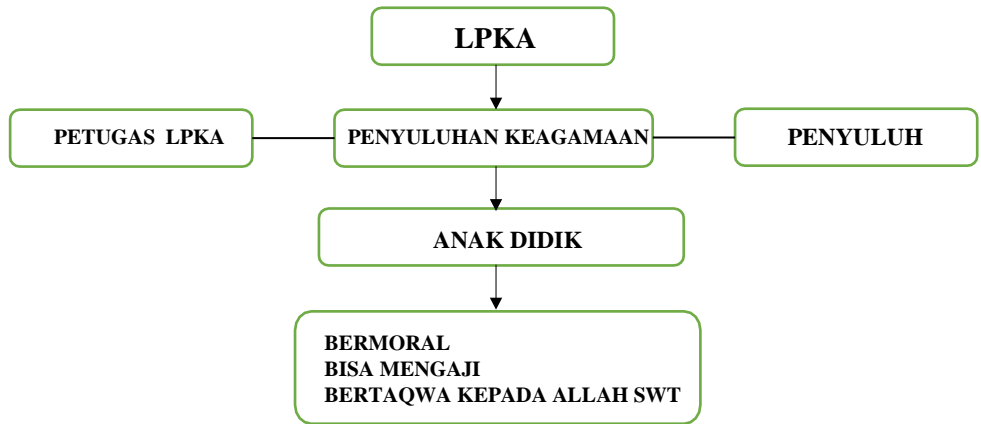 LPKA
PETUGAS LPKA
PENYULUHAN KEAGAMAAN
PENYULUH
ANAK DIDIK
BERMORAL
BISA MENGAJI
BERTAQWA KEPADA ALLAH SWT